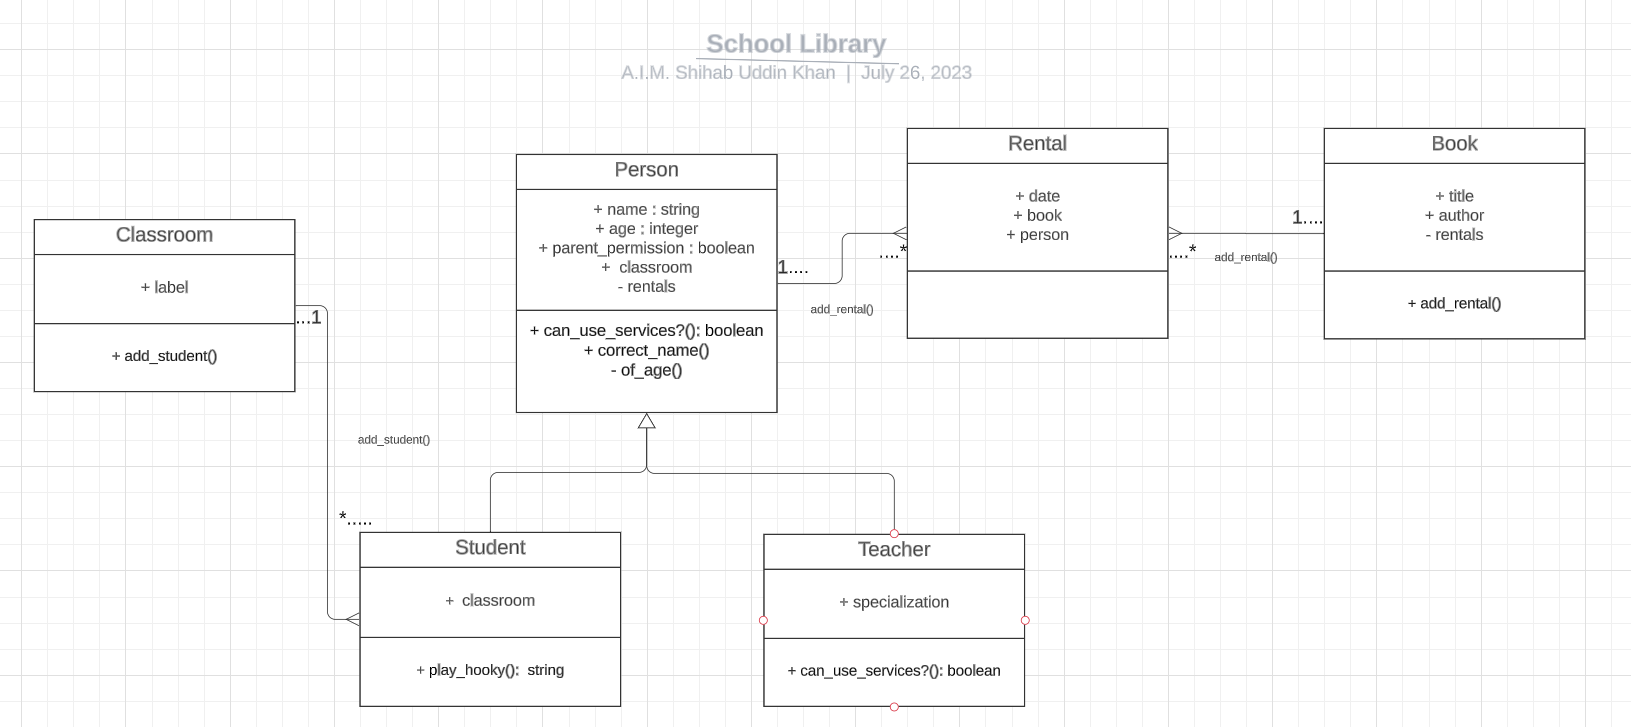 School Library
A.I.M. Shihab Uddin Khan | July 26, 2023
Classroom
+ label
+ add_student()
...1
add_student()
*.....
Person
+ name : string
+ age : integer
+ parent_permission : boolean
+ classroom
- rentals
+ can_use_services?(): boolean
+ correct_name()
- of_age()
1....
add_rental()
....*
Rental
+ date
+ book
+ person
....*
add_rental()
1....
Book
+ title
+ author
- rentals
+ add_rental()
Student
+ classroom
+ play_hooky(): string
Teacher
+ specialization
+ can_use_services?(): boolean